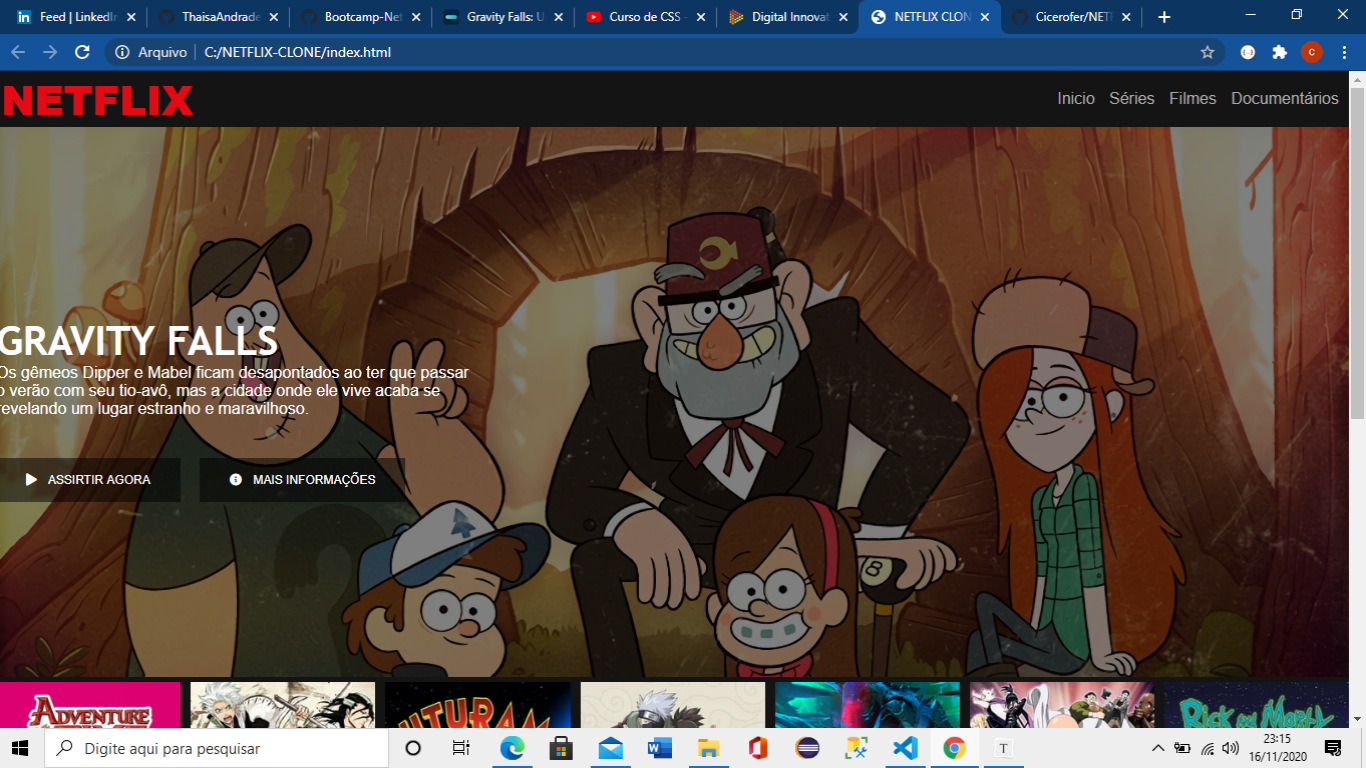 Feed | LinkedIn
ThaisaAndrade
Bootcamp-Net
Gravity Falls: U
Curso de CSS -
Digital Innovat
NETFLIX CLON
Cicerofer/NETF
Arquivo
C:/NETFLIX-CLONE/index.html
C
NETFLIX
Inicio Séries Filmes Documentários
GRAVITY FALLS
Os gêmeos Dipper e Mabel ficam desapontados ao ter que passar
o verão com seu tio-avô, mas a cidade onde ele vive acaba se
revelando um lugar estranho e maravilhoso.
ASSIRTIR AGORA
MAIS INFORMAÇÕES
8
ADVENTURE
FUTURAMA
RICK AND MORTY
Digite aqui para pesquisar
T
23:15
16/11/2020